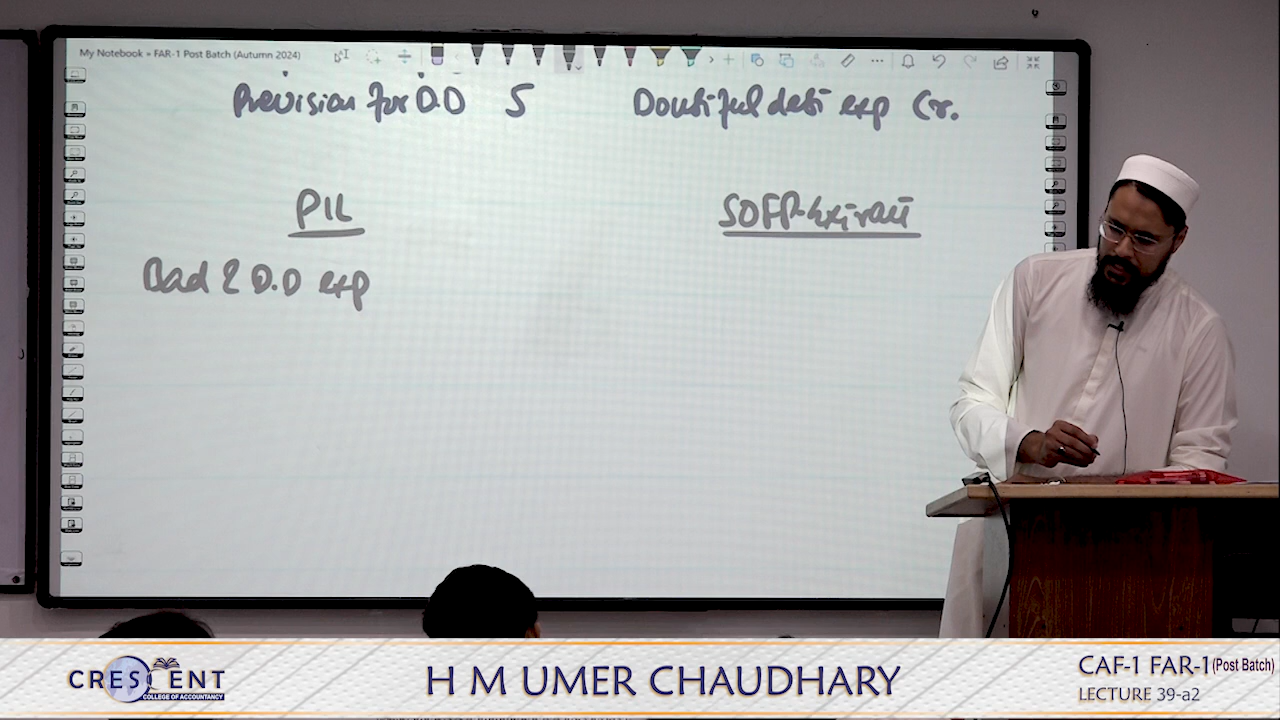 My Notebook » FAR-1 Post Batch (Autumn 2024)
Provision for D.D 5 Doubtful debt exp Cr.
P/L SOFP-Extract
Bad & D.D exp
CRESCENT
COLLEGE OF ACCOUNTANCY
H M UMER CHAUDHARY
CAF-1 FAR-1 (Post Batch)
LECTURE 39-a2